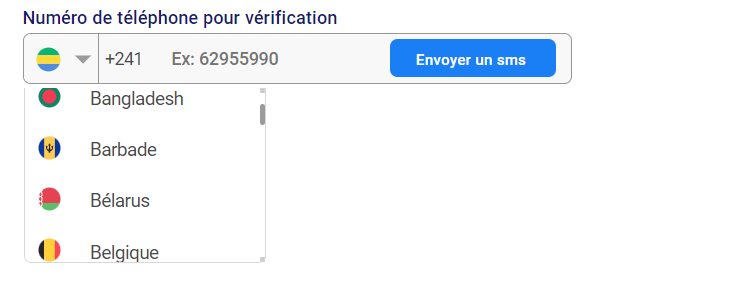 Numéro de téléphone pour vérification
+241 Ex: 62955990 Envoyer un sms
Bangladesh
Barbade
Bélarus
Belgique